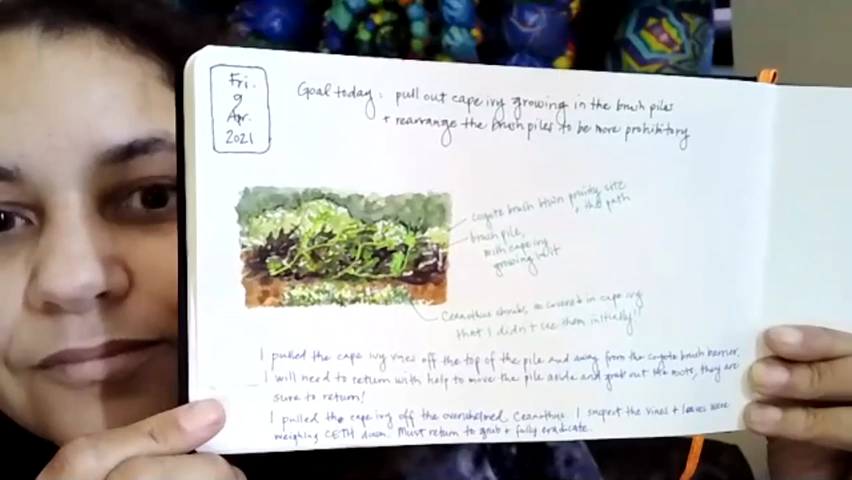 Fri.
9
Apr.
2021
Goal today: pull out cape ivy growing in the brush piles
+ rearrange the brush piles to be more prohibitory
coyote brush btwn priority site
+ the path
brush pile,
with cape ivy
growing in it
Ceanothus shrubs, so covered in cape ivy
that I didn't see them initially!!
I pulled the cape ivy vines off the top of the pile and away from the coyote brush barrier.
I will need to return with help to move the pile aside and grub out the roots, they are
sure to return!
I pulled the cape ivy off the overwhelmed Ceanothus. I suspect the vines + leaves were
weighing CETH down. Must return to grub + fully eradicate.